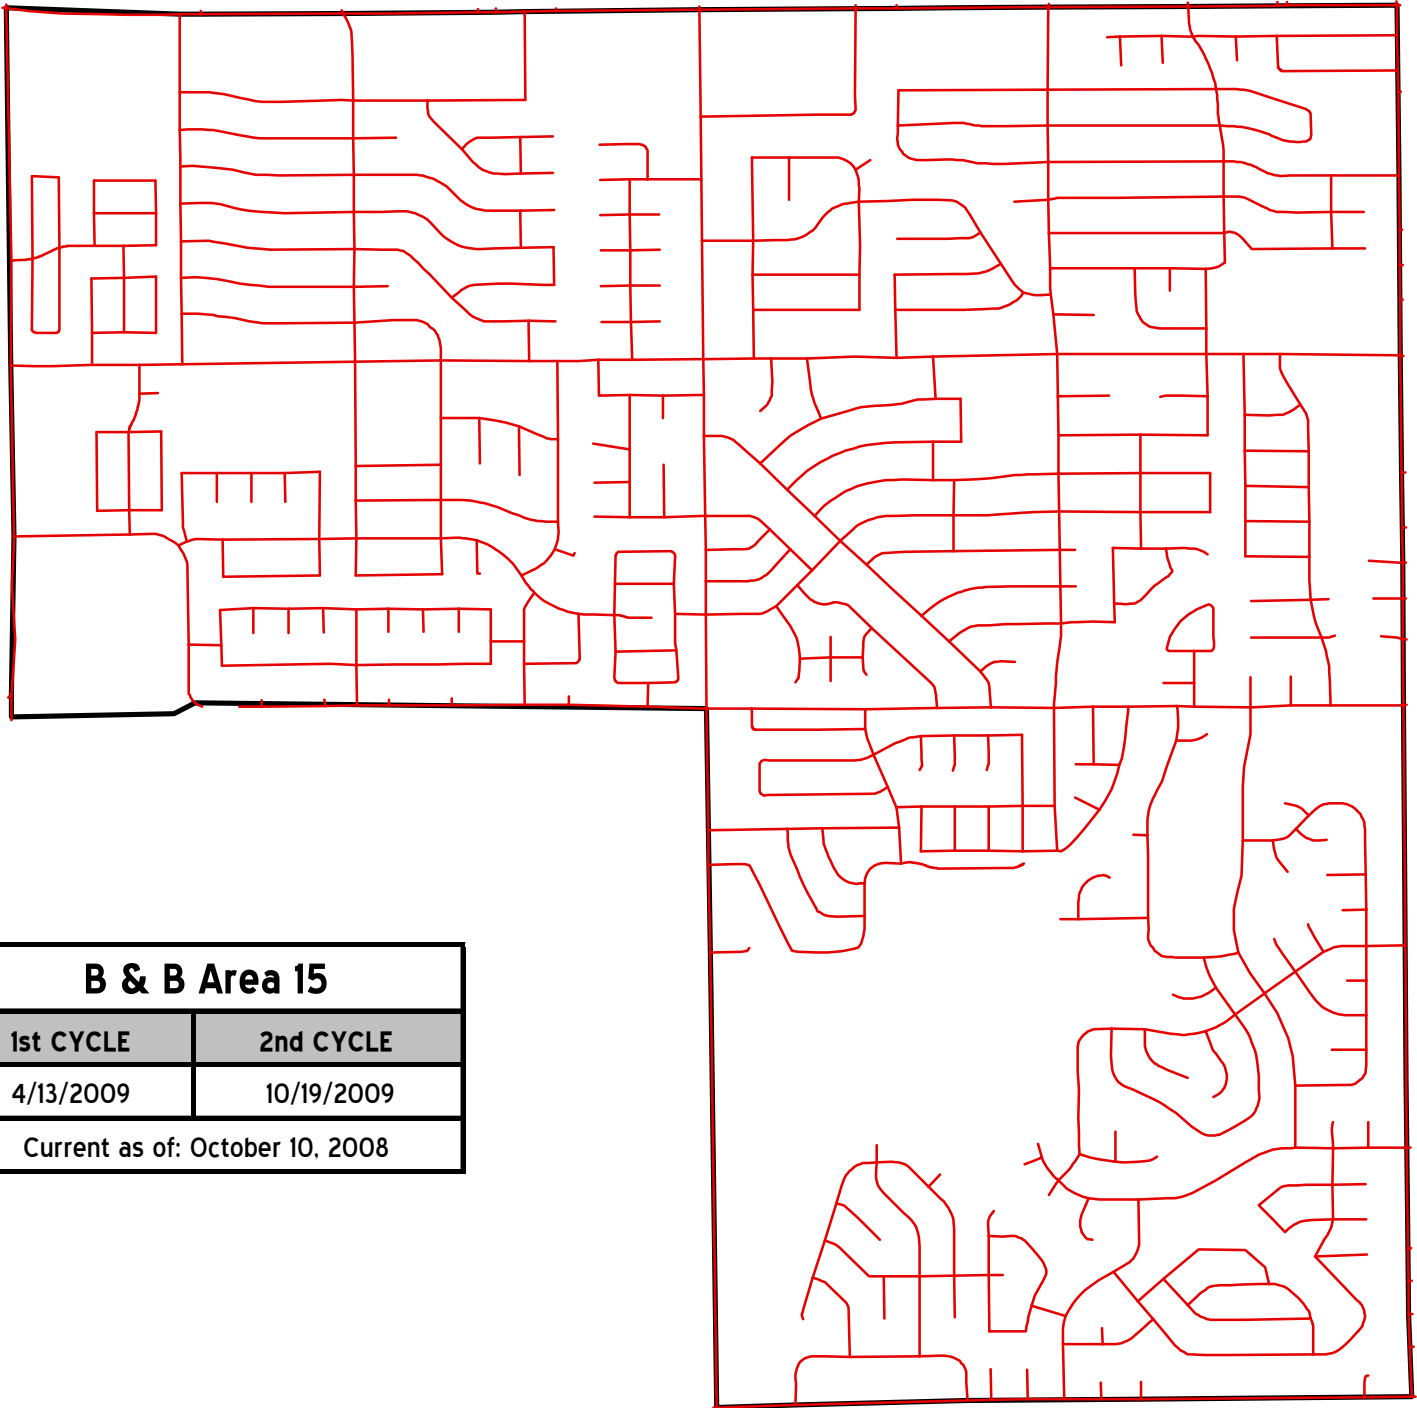 B & B Area 15
1st CYCLE 2nd CYCLE
4/13/2009 10/19/2009
Current as of: October 10, 2008